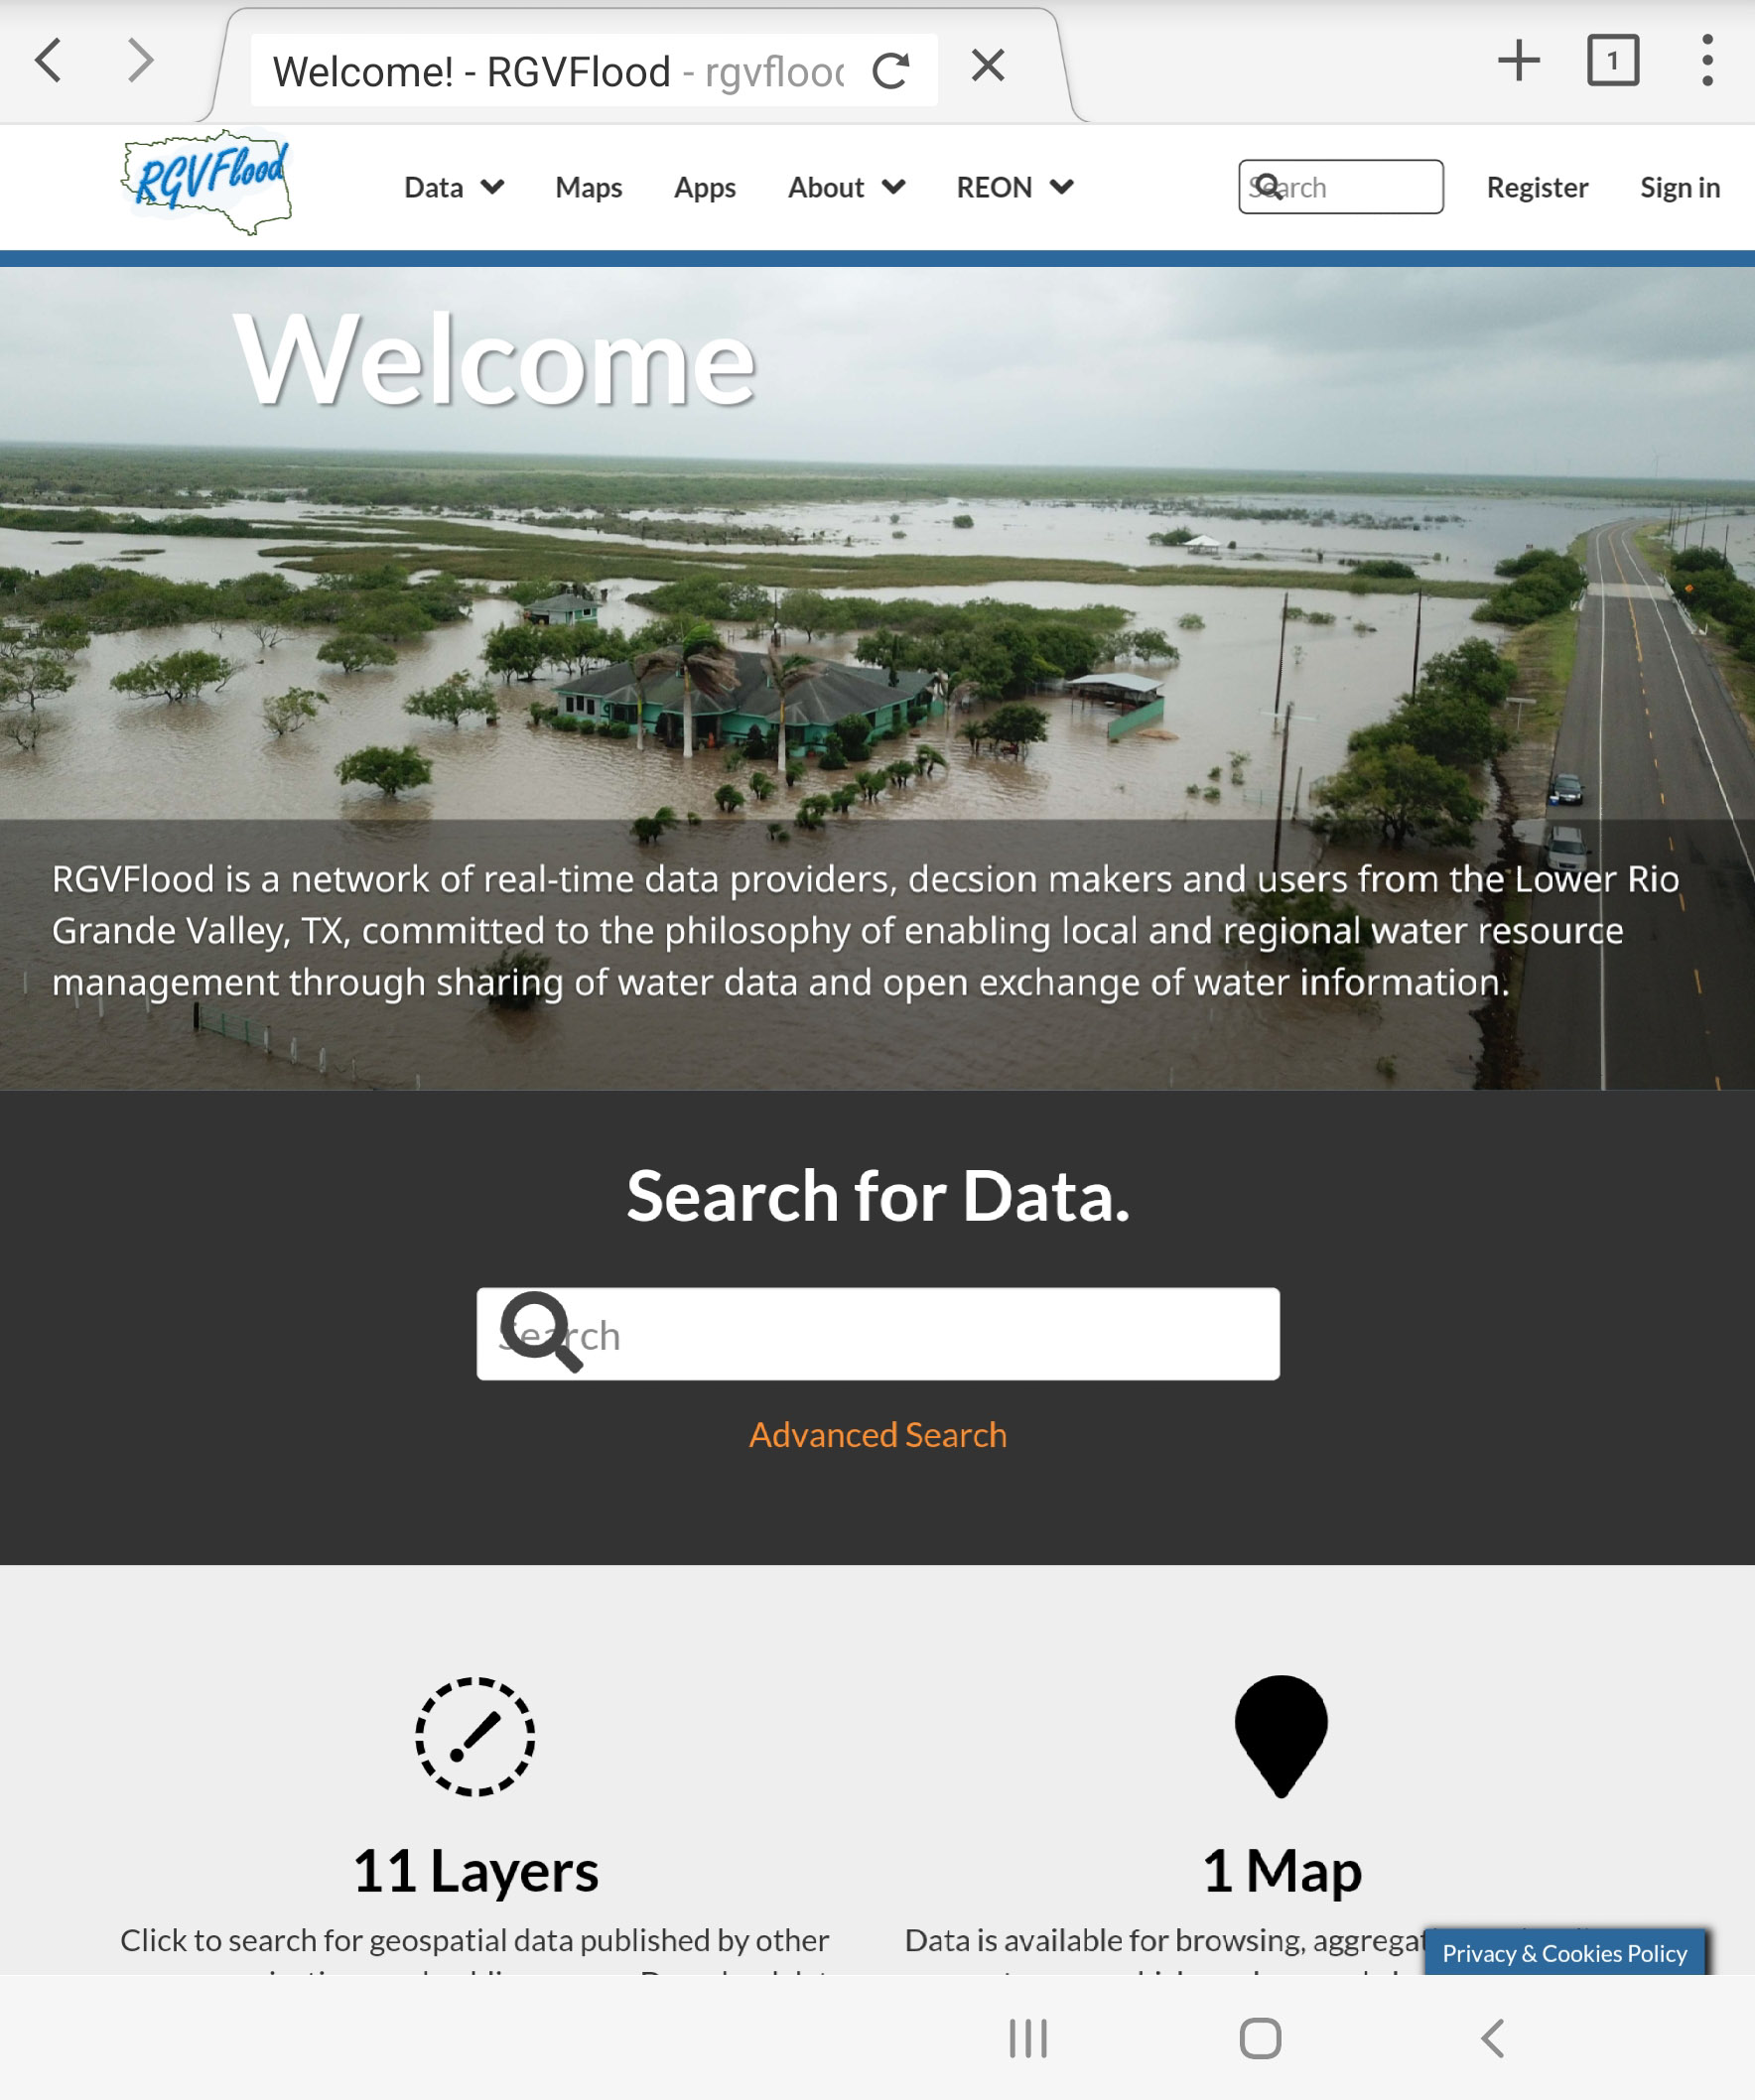 Welcome! - RGVFlood - rgvflood
1
RGVFlood
Data
Maps
Apps
About
REON
Search
Register
Sign in
Welcome
RGVFlood is a network of real-time data providers, decsion makers and users from the Lower Rio
Grande Valley, TX, committed to the philosophy of enabling local and regional water resource
management through sharing of water data and open exchange of water information.
Search for Data.
Search
Advanced Search
11 Layers
1 Map
Click to search for geospatial data published by other
Data is available for browsing,
Privacy & Cookies Policy